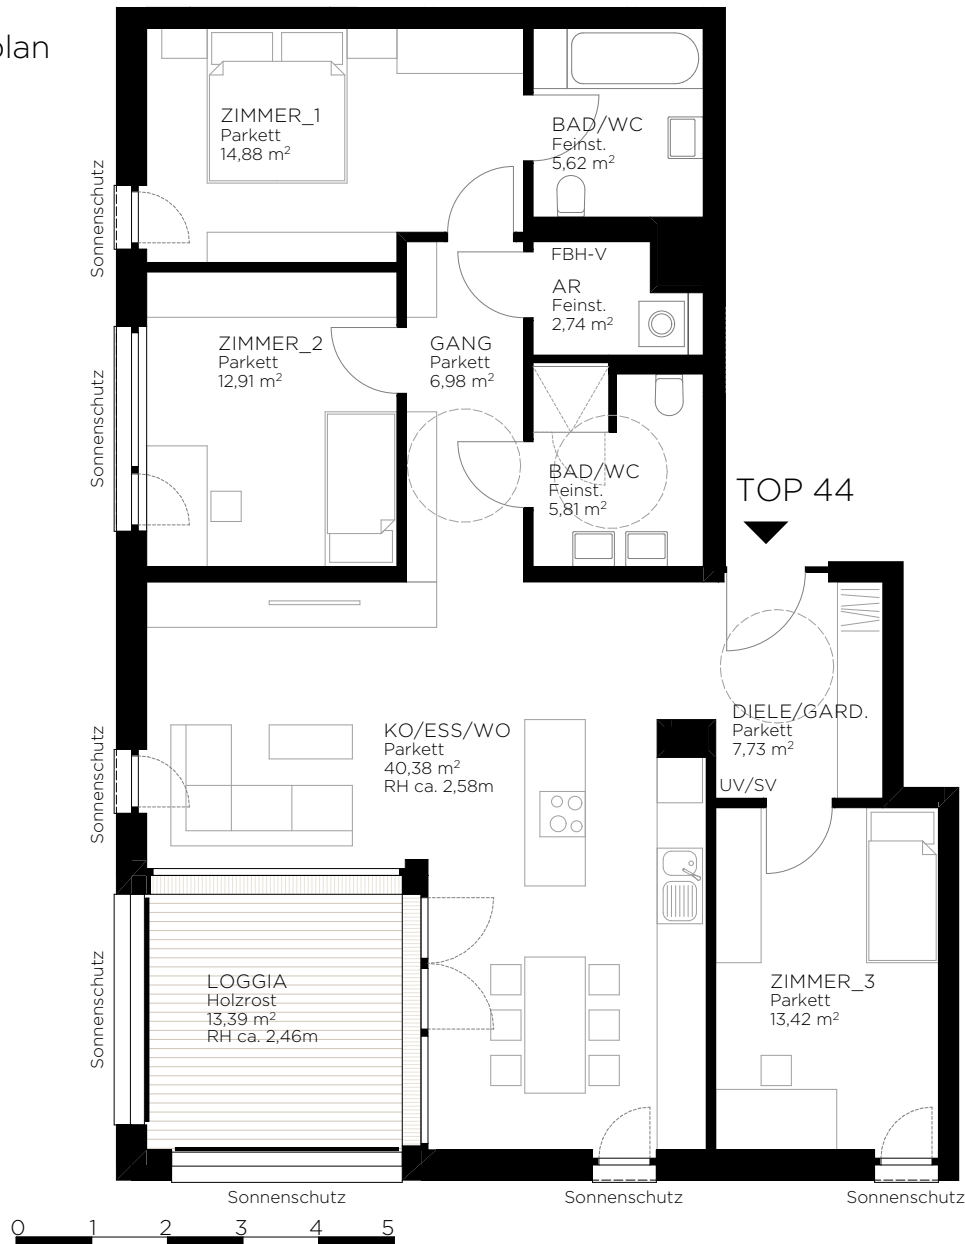 plan
ZIMMER_1
Parkett
14,88 m²
BAD/WC
Feinst.
5,62 m²
Sonnenschutz
FBH-V
AR
Feinst.
2,74 m²
ZIMMER_2
Parkett
12,91 m²
GANG
Parkett
6,98 m²
Sonnenschutz
BAD/WC
Feinst.
5,81 m²
TOP 44
DIELE/GARD.
Parkett
7,73 m²
UV/SV
KO/ESS/WO
Parkett
40,38 m²
RH ca. 2,58m
Sonnenschutz
LOGGIA
Holzrost
13,39 m²
RH ca. 2,46m
Sonnenschutz
ZIMMER_3
Parkett
13,42 m²
Sonnenschutz
Sonnenschutz
Sonnenschutz
0 1 2 3 4 5